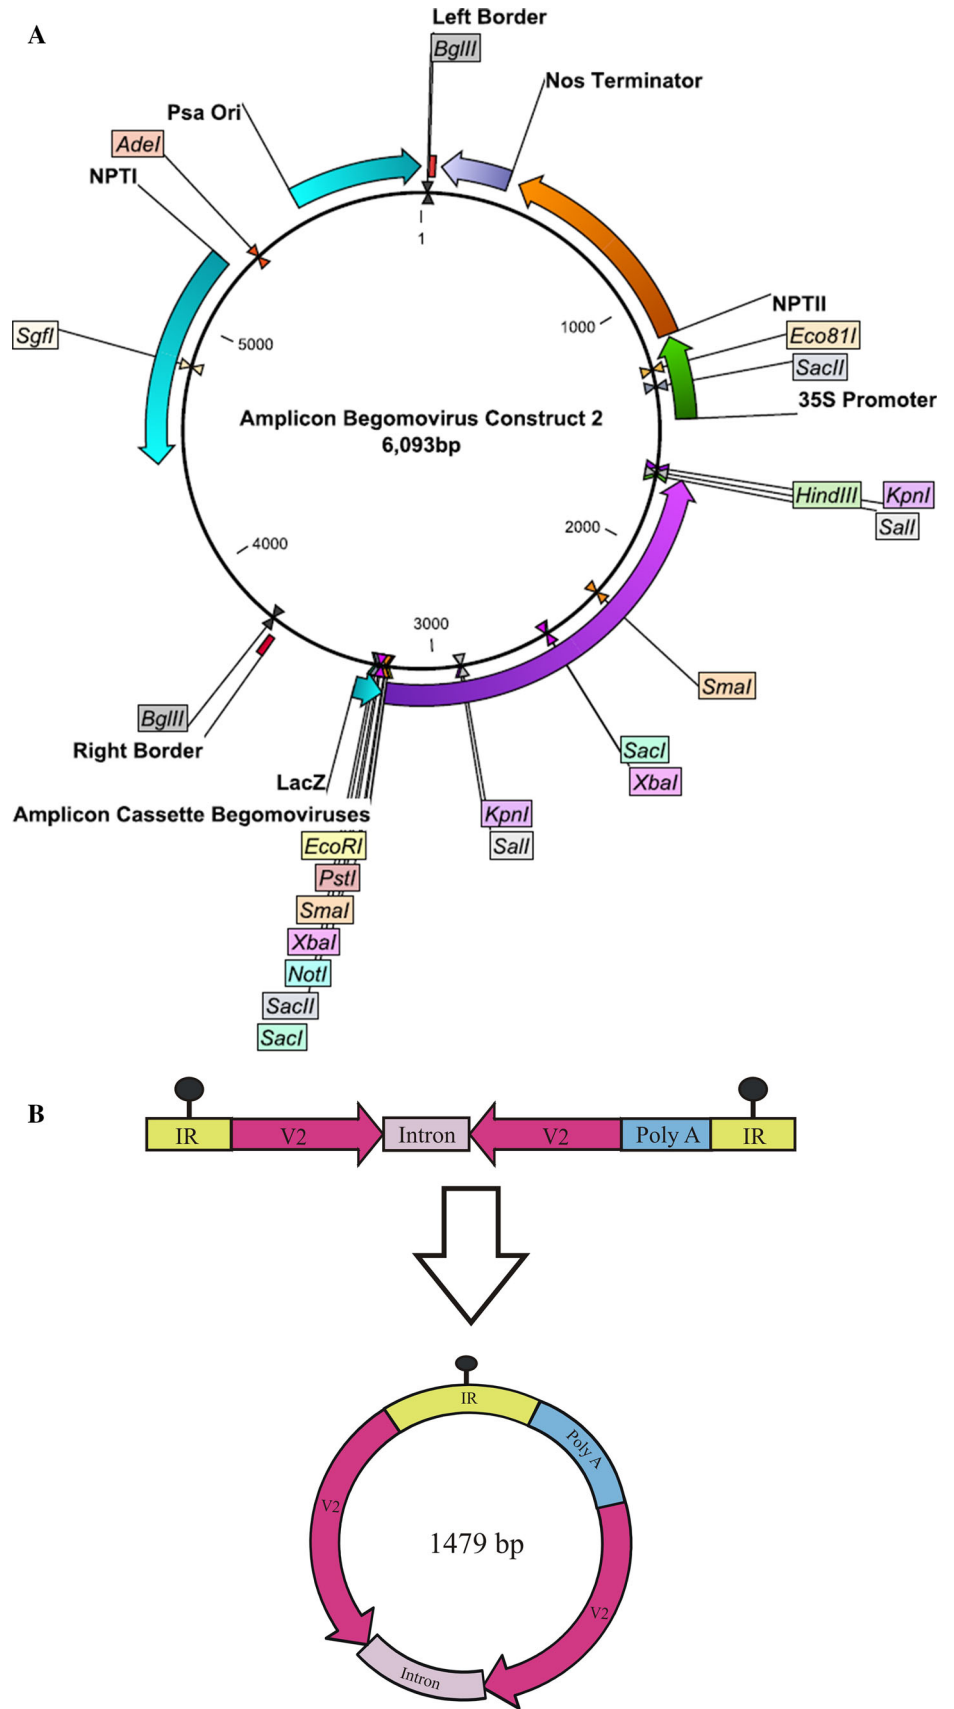 A
Left Border
BglII
Nos Terminator
Psa Ori
AdeI
NPTI
1
SgfI
5000
1000
NPTII
Eco81I
SacII
35S Promoter
Amplicon Begomovirus Construct 2
6,093bp
HindIII
KpnI
SalI
2000
4000
3000
SmaI
BglII
Right Border
SacI
XbaI
LacZ
Amplicon Cassette Begomoviruses
KpnI
SalI
EcoRI
PstI
SmaI
XbaI
NotI
SacII
SacI
B
IR V2 Intron V2 Poly A IR
IR
Poly A
V2
1479 bp
V2
Intron